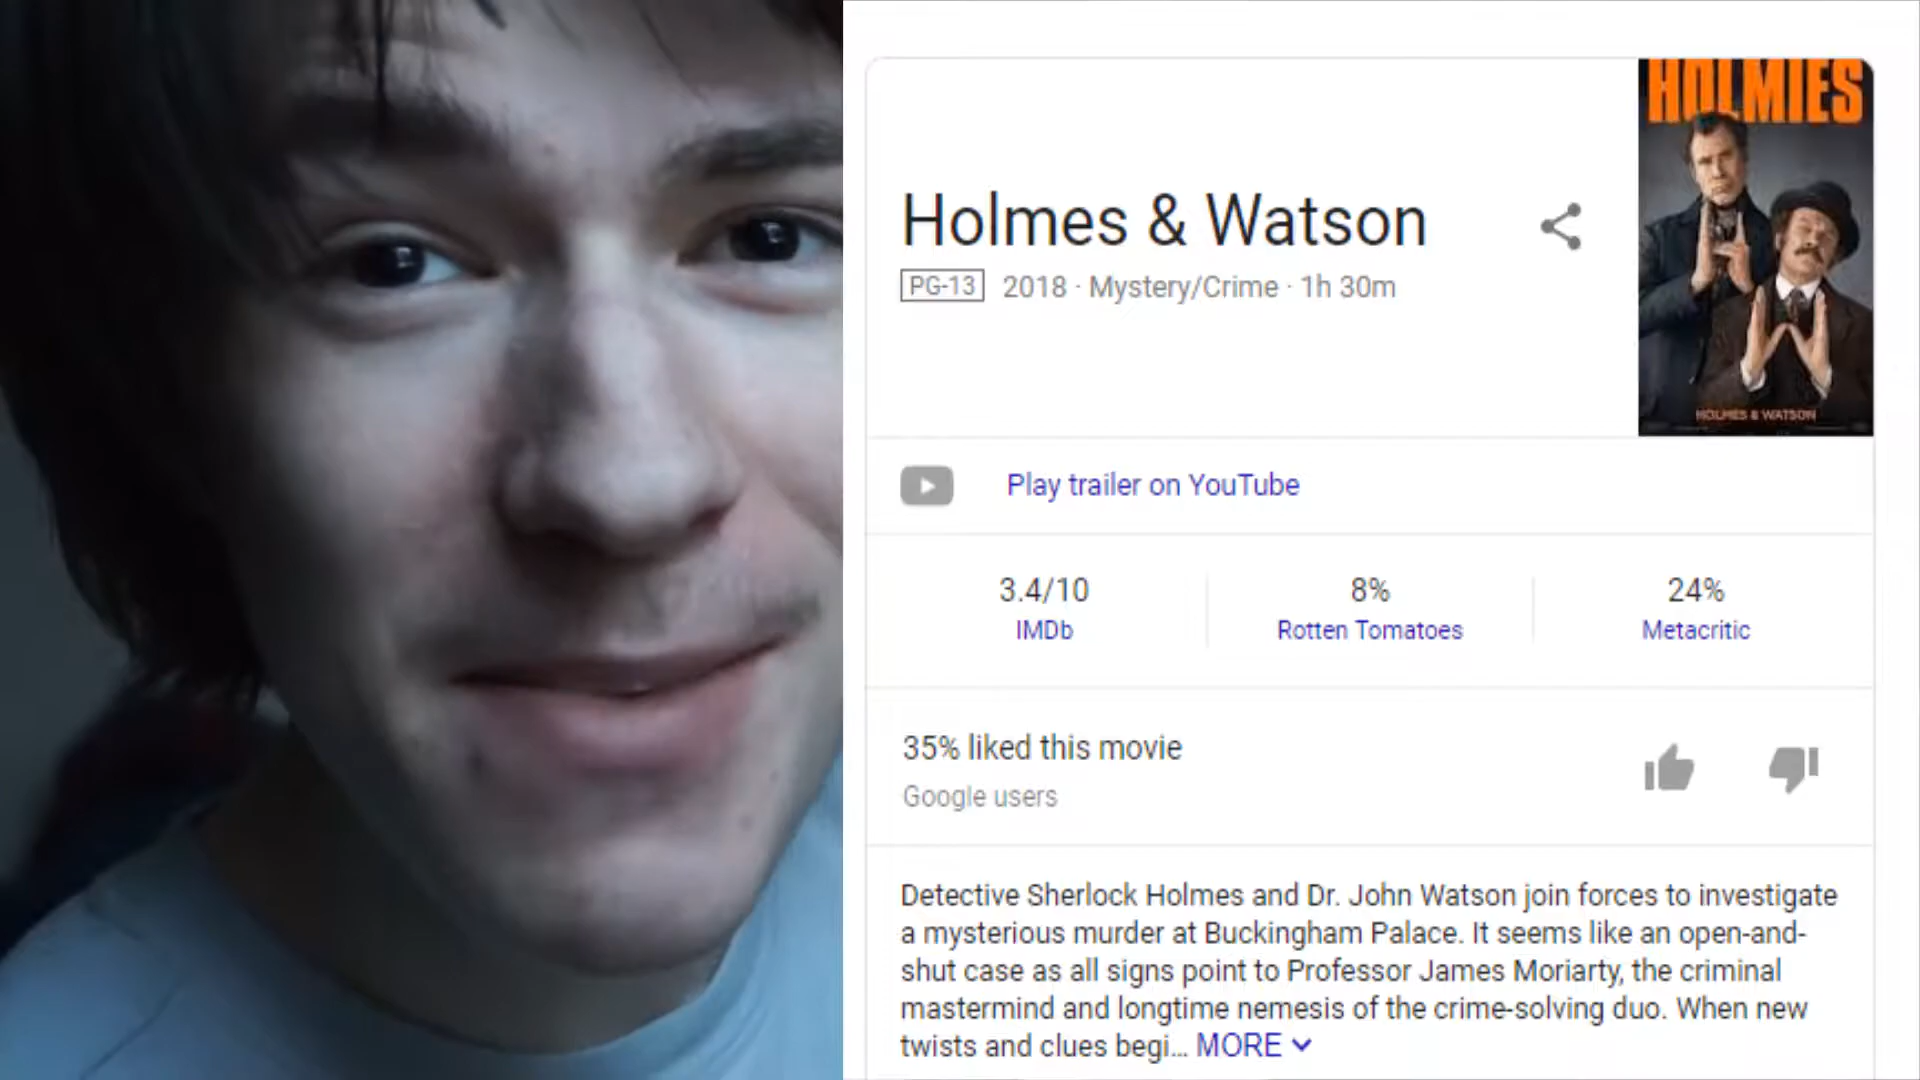 HOLMIES
Holmes & Watson
PG-13 2018 · Mystery/Crime · 1h 30m
HOLMES & WATSON
Play trailer on YouTube
3.4/10 8% 24%
IMDb Rotten Tomatoes Metacritic
35% liked this movie
Google users
Detective Sherlock Holmes and Dr. John Watson join forces to investigate
a mysterious murder at Buckingham Palace. It seems like an open-and-
shut case as all signs point to Professor James Moriarty, the criminal
mastermind and longtime nemesis of the crime-solving duo. When new
twists and clues begi... MORE